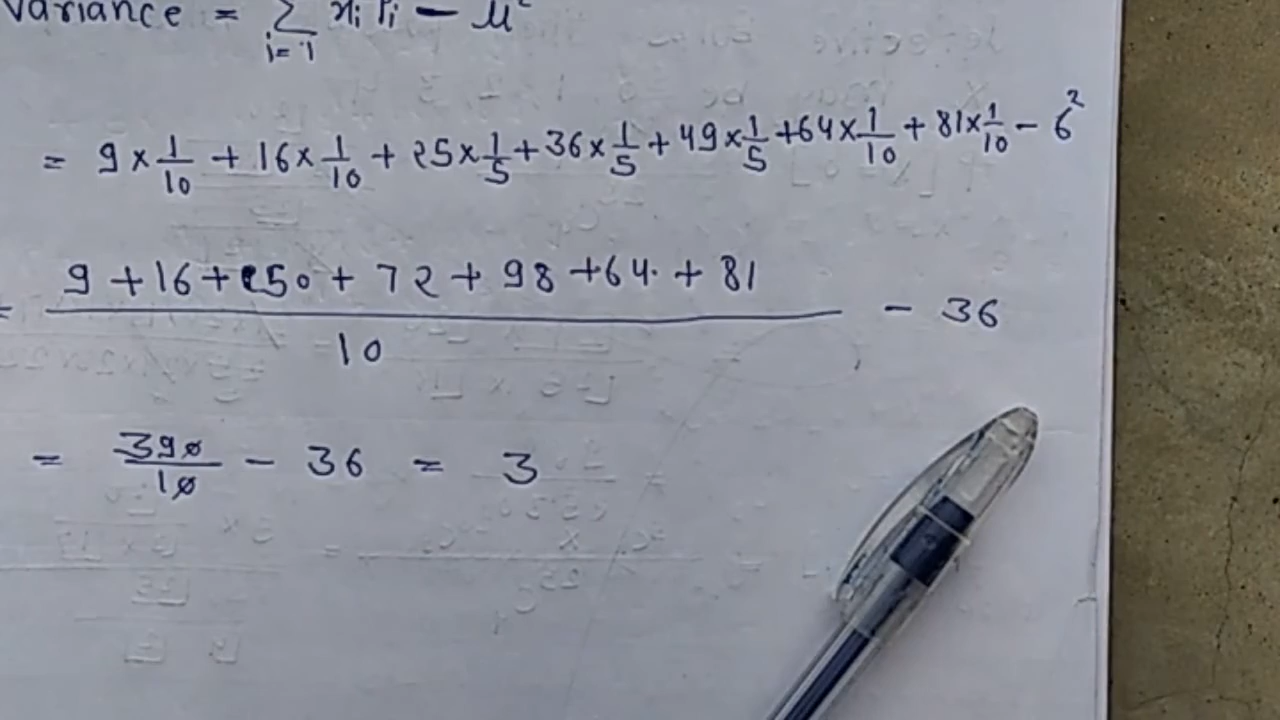 Variance = Σ i=1 xi Pi − μ²
= 9 × 1/10 + 16 × 1/10 + 25 × 1/5 + 36 × 1/5 + 49 × 1/5 + 64 × 1/10 + 81 × 1/10 − 6²
= 9 + 16 + 50 + 72 + 98 + 64 + 81 / 10 − 36
= 390/10 − 36 = 3